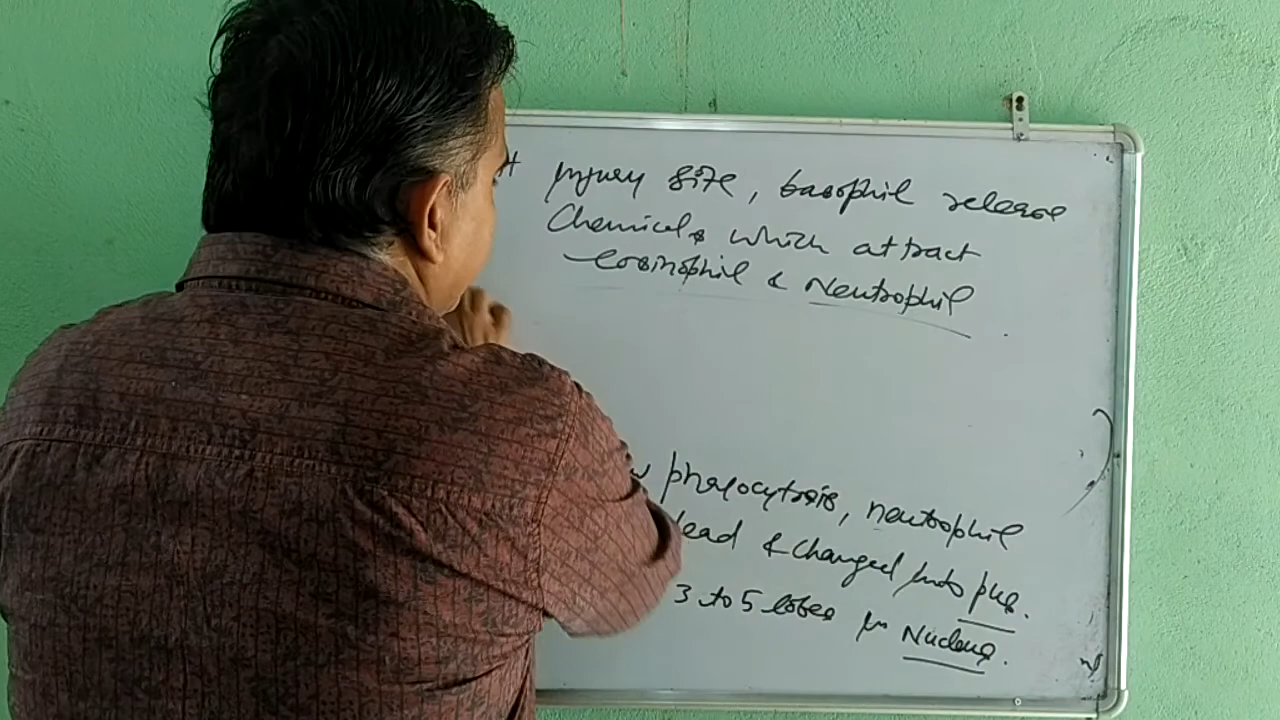 Injury site, basophil release
Chemicals which attract
eosinophil & Neutrophil
phagocytosis, neutrophil
& changed into pus.
3 to 5 lobes in Nucleus.